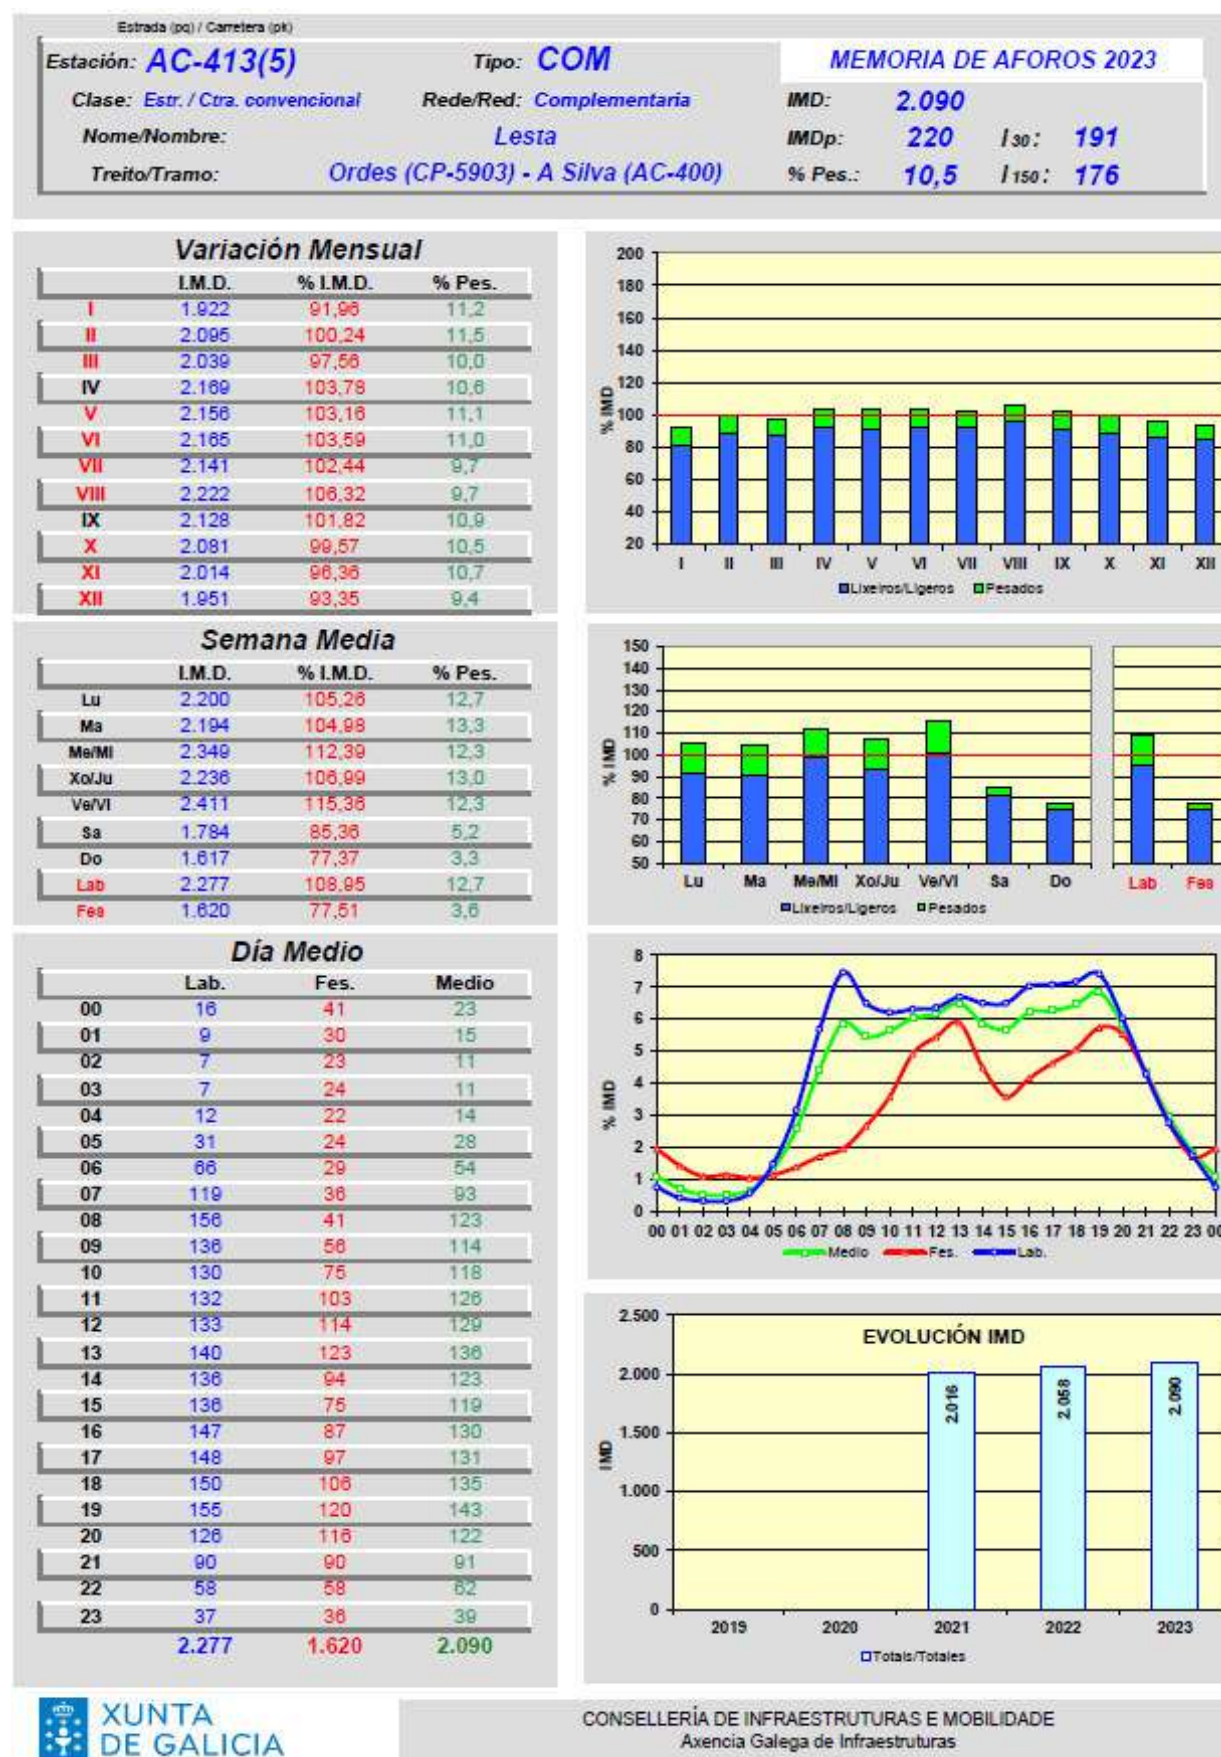 Estrada (pq) / Carretera (pk)
Estación: AC-413(5) Tipo: COM MEMORIA DE AFOROS 2023
Clase: Estr. / Ctra. convencional Rede/Red: Complementaria IMD: 2.090
Nome/Nombre: Lesta IMDp: 220 I 30: 191
Treito/Tramo: Ordes (CP-5903) - A Silva (AC-400) % Pes.: 10,5 I 150: 176
Variación Mensual
I.M.D. % I.M.D. % Pes.
I 1.922 91,96 11,2
II 2.095 100,24 11,5
III 2.039 97,56 10,0
IV 2.169 103,78 10,6
V 2.156 103,16 11,1
VI 2.165 103,59 11,0
VII 2.141 102,44 9,7
VIII 2.222 106,32 9,7
IX 2.128 101,82 10,9
X 2.081 99,57 10,5
XI 2.014 96,36 10,7
XII 1.951 93,35 9,4
200
180
160
140
120
100
80
60
40
20
% IMD
I II III IV V VI VII VIII IX X XI XII
Lixeiros/Ligeros Pesados
Semana Media
I.M.D. % I.M.D. % Pes.
Lu 2.200 105,26 12,7
Ma 2.194 104,98 13,3
Me/MI 2.349 112,39 12,3
Xo/Ju 2.236 106,99 13,0
Ve/VI 2.411 115,36 12,3
Sa 1.784 85,36 5,2
Do 1.617 77,37 3,3
Lab 2.277 108,95 12,7
Fes 1.620 77,51 3,6
150
140
130
120
110
100
90
80
70
60
50
% IMD
Lu Ma Me/MI Xo/Ju Ve/VI Sa Do Lab Fes
Lixeiros/Ligeros Pesados
Día Medio
Lab. Fes. Medio
00 16 41 23
01 9 30 15
02 7 23 11
03 7 24 11
04 12 22 14
05 31 24 28
06 66 29 54
07 119 36 93
08 156 41 123
09 136 56 114
10 130 75 118
11 132 103 126
12 133 114 129
13 140 123 136
14 136 94 123
15 136 75 119
16 147 87 130
17 148 97 131
18 150 106 135
19 155 120 143
20 126 116 122
21 90 90 91
22 58 58 62
23 37 36 39
2.277 1.620 2.090
8
7
6
5
4
3
2
1
0
% IMD
00 01 02 03 04 05 06 07 08 09 10 11 12 13 14 15 16 17 18 19 20 21 22 23 00
Medio Fes. Lab.
EVOLUCIÓN IMD
2.500
2.000
1.500
1.000
500
0
IMD
2.016 2.058 2.090
2019 2020 2021 2022 2023
Totais/Totales
XUNTA
DE GALICIA
CONSELLERÍA DE INFRAESTRUTURAS E MOBILIDADE
Axencia Galega de Infraestruturas